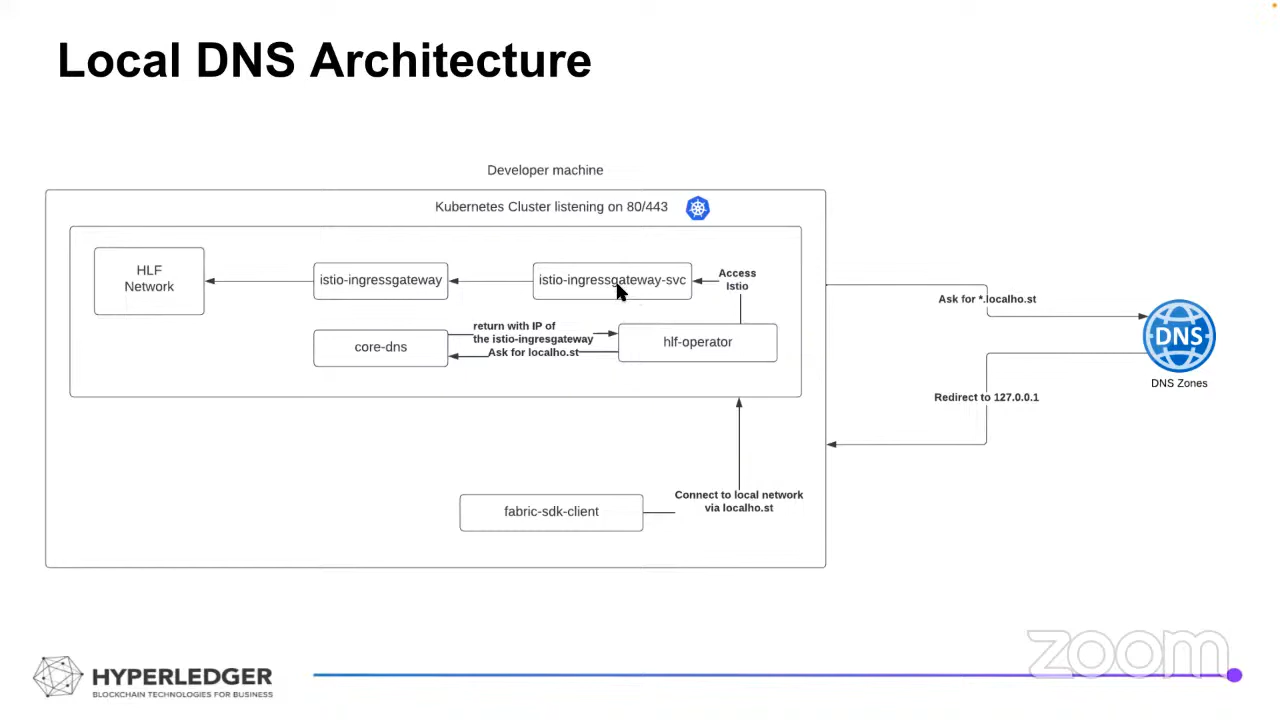 Local DNS Architecture
Developer machine
Kubernetes Cluster listening on 80/443
HLF
Network
istio-ingressgateway
istio-ingressgateway-svc
Access
Istio
core-dns
return with IP of
the istio-ingresgateway
Ask for localho.st
hlf-operator
Ask for *.localho.st
DNS
DNS Zones
Redirect to 127.0.0.1
fabric-sdk-client
Connect to local network
via localho.st
HYPERLEDGER
BLOCKCHAIN TECHNOLOGIES FOR BUSINESS
zoom